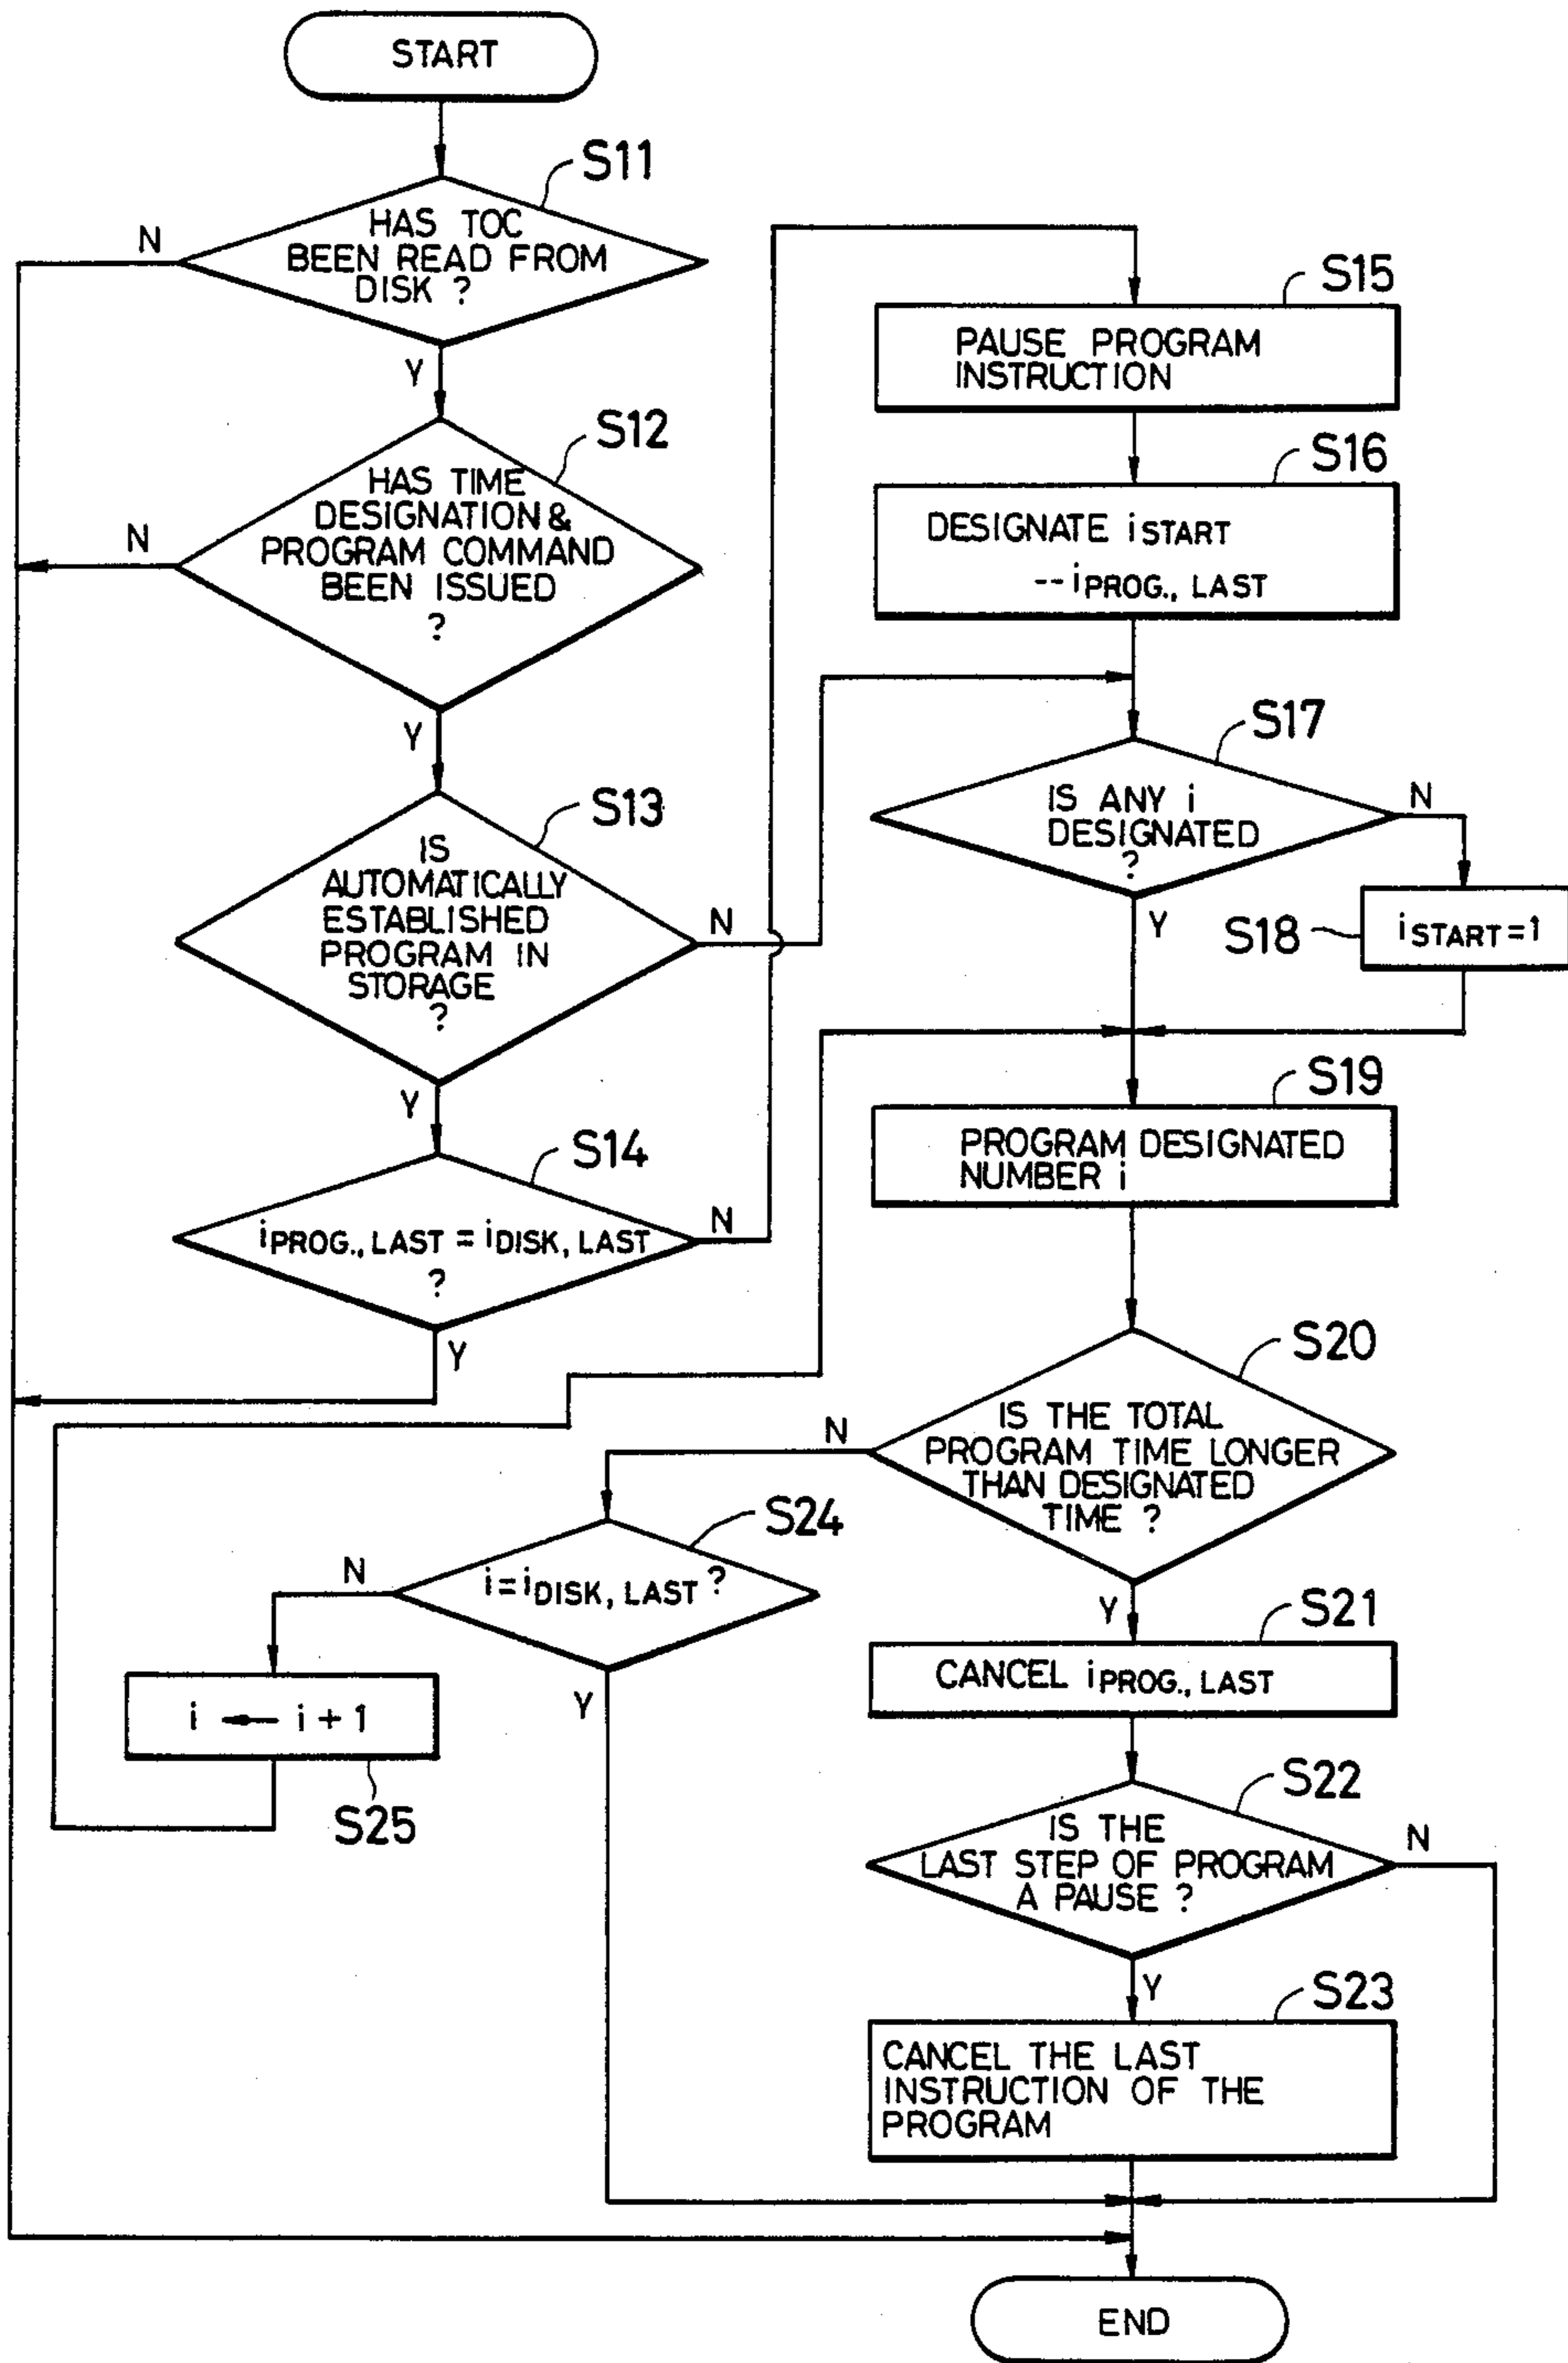 START
S11
HAS TOC
BEEN READ FROM
DISK ?
N
Y
S12
HAS TIME
DESIGNATION &
PROGRAM COMMAND
BEEN ISSUED
?
N
Y
S13
IS
AUTOMATICALLY
ESTABLISHED
PROGRAM IN
STORAGE
?
N
Y
S14
iPROG., LAST = iDISK, LAST
?
N
Y
S15
PAUSE PROGRAM
INSTRUCTION
S16
DESIGNATE iSTART
--iPROG., LAST
S17
IS ANY i
DESIGNATED
?
N
Y
S18
iSTART=1
S19
PROGRAM DESIGNATED
NUMBER i
S20
IS THE TOTAL
PROGRAM TIME LONGER
THAN DESIGNATED
TIME ?
N
Y
S24
i=iDISK, LAST ?
N
Y
i ← i+1
S25
S21
CANCEL iPROG., LAST
S22
IS THE
LAST STEP OF PROGRAM
A PAUSE ?
N
Y
S23
CANCEL THE LAST
INSTRUCTION OF THE
PROGRAM
END